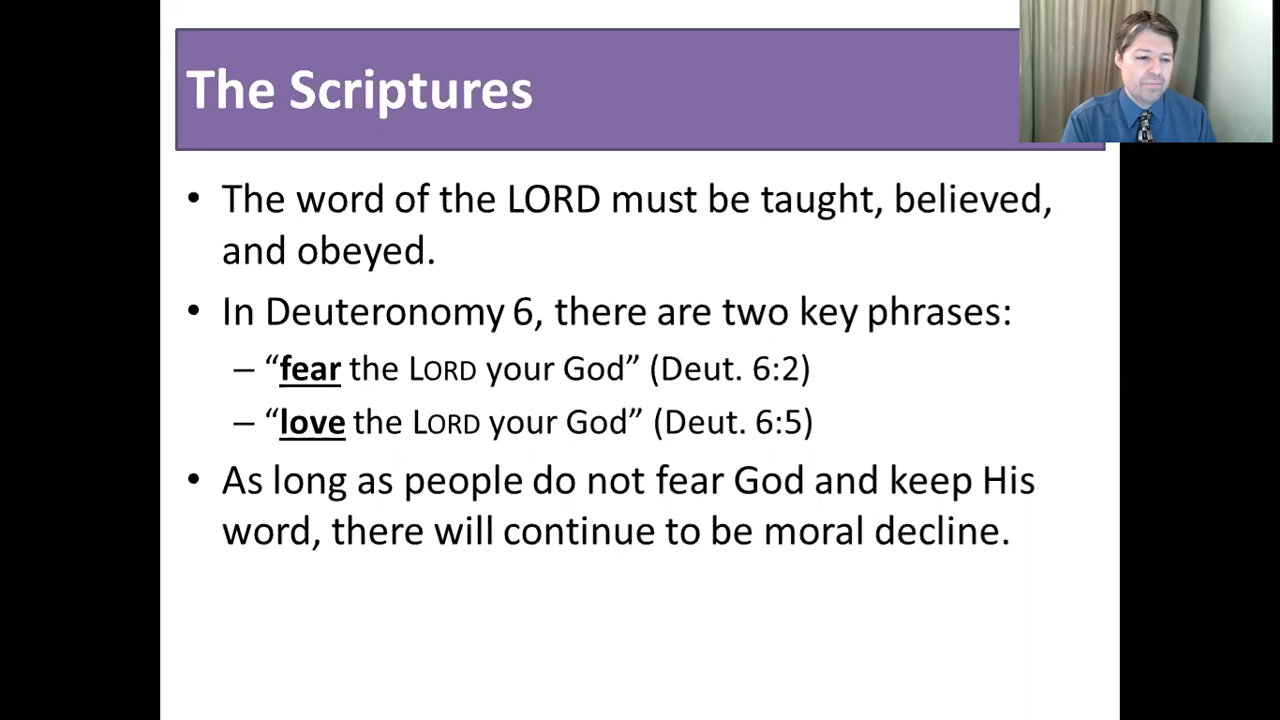 The Scriptures
• The word of the LORD must be taught, believed,
and obeyed.
• In Deuteronomy 6, there are two key phrases:
– “fear the LORD your God” (Deut. 6:2)
– “love the LORD your God” (Deut. 6:5)
• As long as people do not fear God and keep His
word, there will continue to be moral decline.